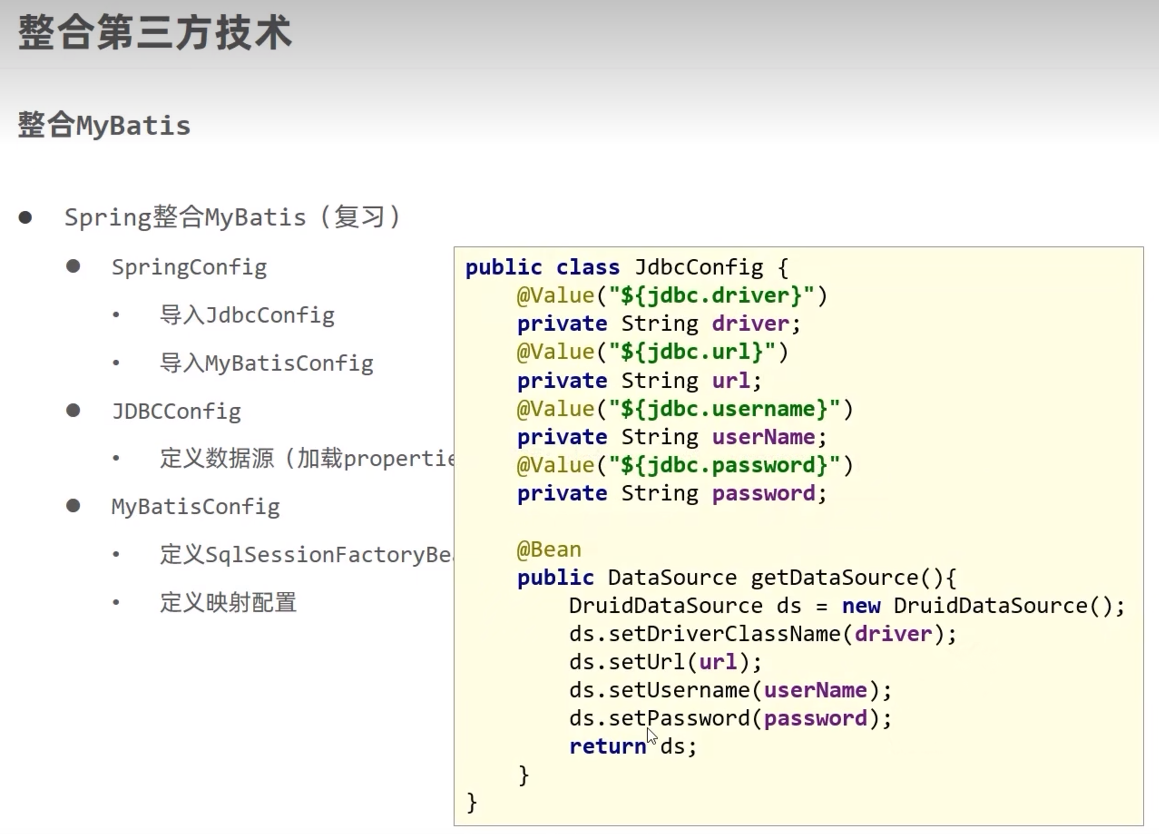 整合第三方技术
整合MyBatis
● Spring整合MyBatis（复习）
● SpringConfig
• 导入JdbcConfig
• 导入MyBatisConfig
● JDBCConfig
• 定义数据源（加载propertie
● MyBatisConfig
• 定义SqlSessionFactoryBe
• 定义映射配置
public class JdbcConfig {
    @Value("${jdbc.driver}")
    private String driver;
    @Value("${jdbc.url}")
    private String url;
    @Value("${jdbc.username}")
    private String userName;
    @Value("${jdbc.password}")
    private String password;

    @Bean
    public DataSource getDataSource(){
        DruidDataSource ds = new DruidDataSource();
        ds.setDriverClassName(driver);
        ds.setUrl(url);
        ds.setUsername(userName);
        ds.setPassword(password);
        return ds;
    }
}